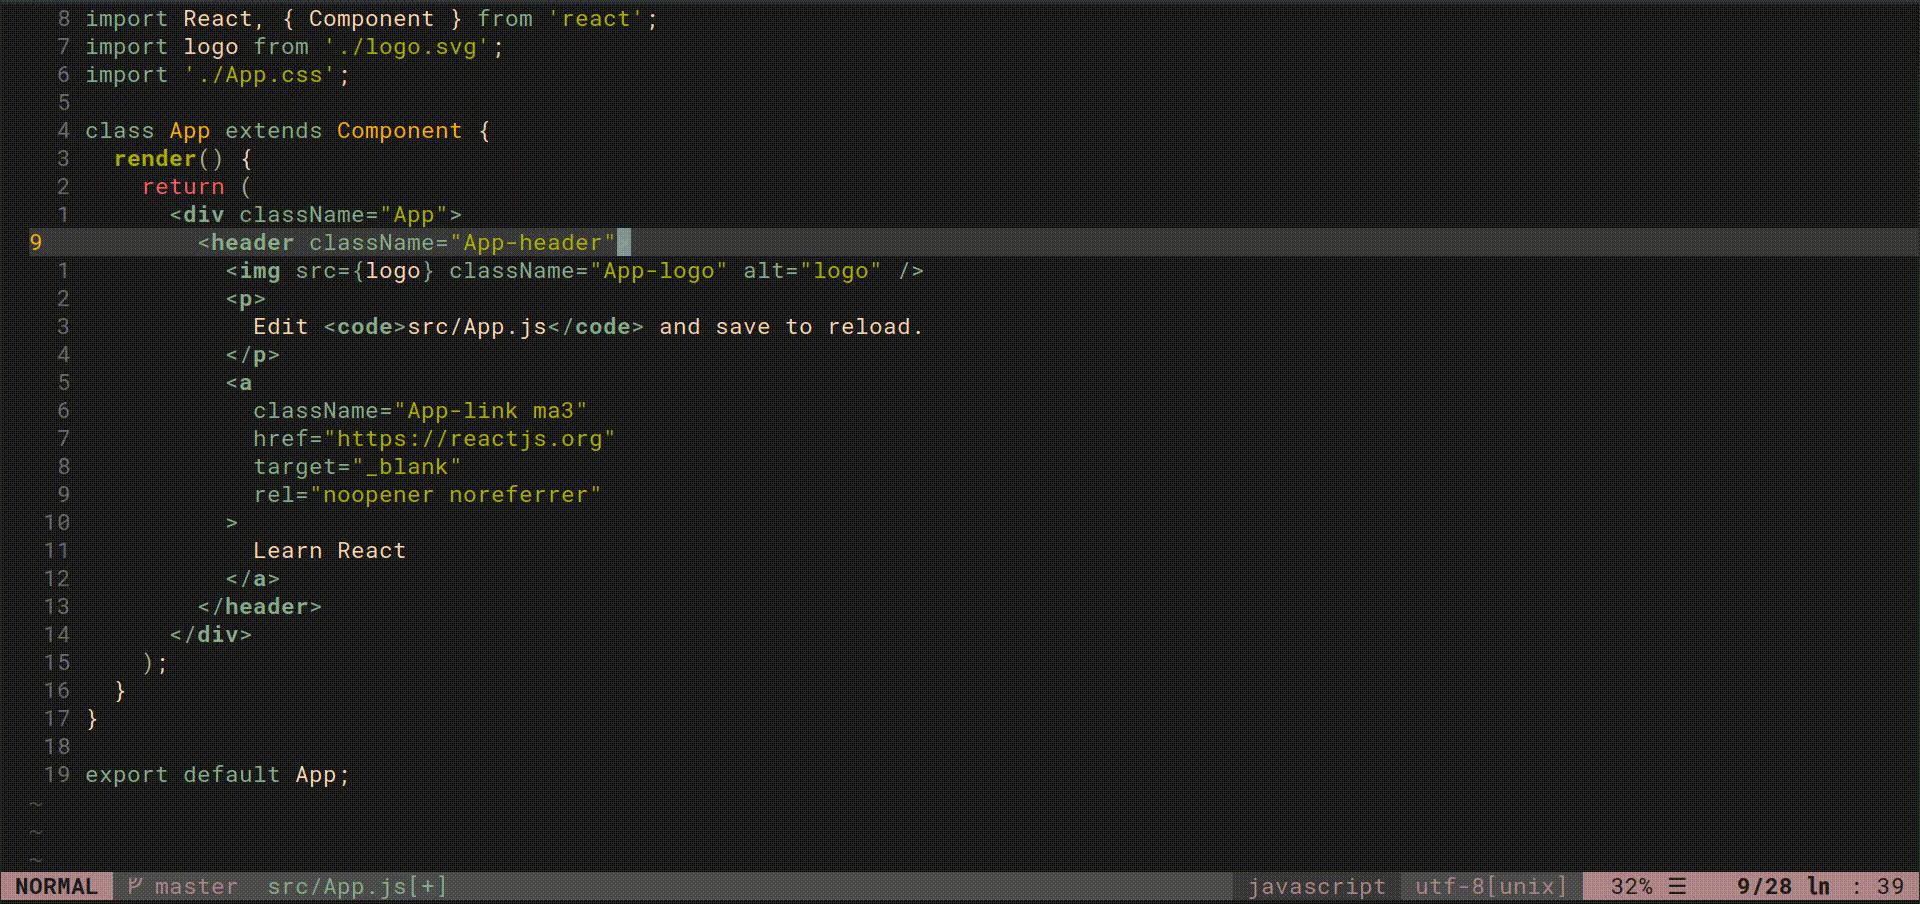 8 import React, { Component } from 'react';
7 import logo from './logo.svg';
6 import './App.css';
5
4 class App extends Component {
3   render() {
2     return (
1       <div className="App">
9         <header className="App-header">
1           <img src={logo} className="App-logo" alt="logo" />
2           <p>
3             Edit <code>src/App.js</code> and save to reload.
4           </p>
5           <a
6             className="App-link ma3"
7             href="https://reactjs.org"
8             target="_blank"
9             rel="noopener noreferrer"
10           >
11             Learn React
12           </a>
13         </header>
14       </div>
15     );
16   }
17 }
18
19 export default App;
~
~
~
NORMAL master src/App.js[+] javascript utf-8[unix] 32% ☰ 9/28 ln : 39